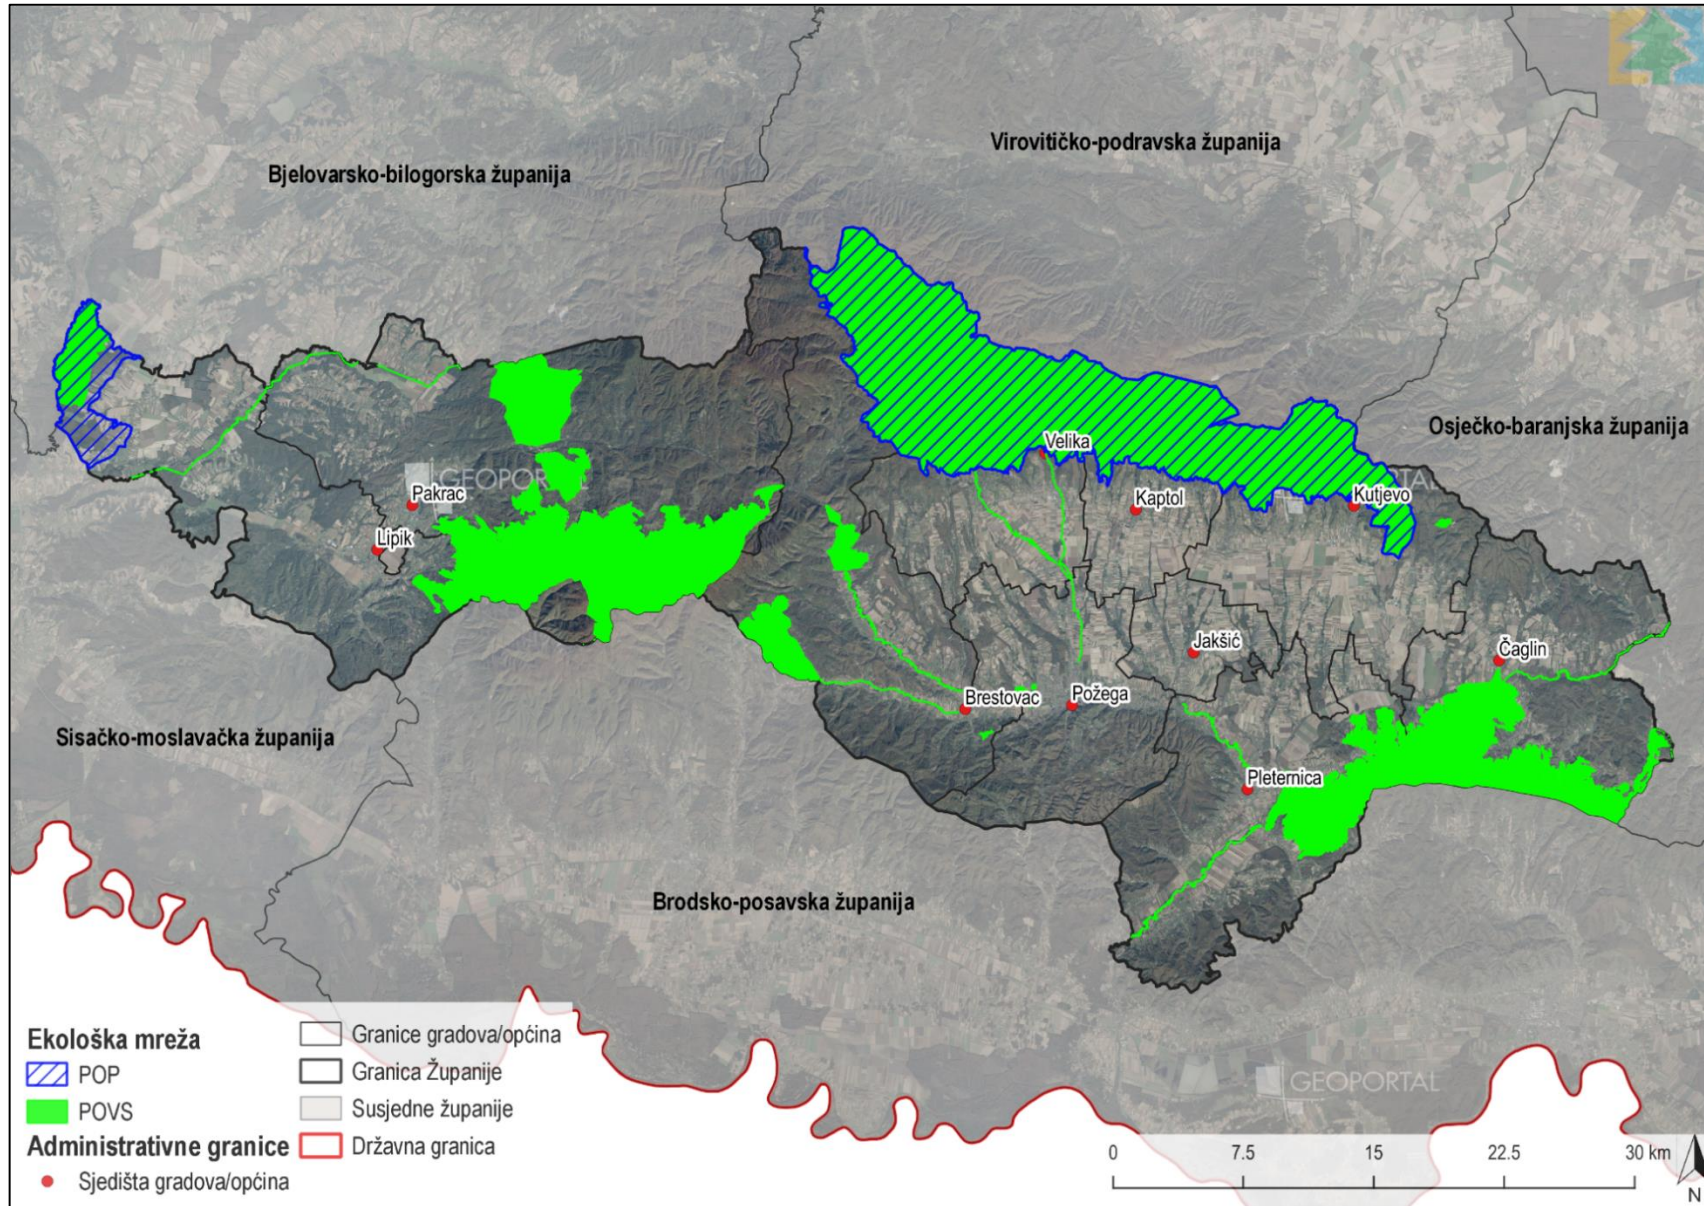 Virovitičko-podravska županija
Bjelovarsko-bilogorska županija
Osječko-baranjska županija
Velika
GEOPORTAL
Pakrac
Kaptol
Kutjevo
Lipik
Jakšić
Čaglin
Brestovac
Požega
Sisačko-moslavačka županija
Pleternica
Brodsko-posavska županija
Ekološka mreža
POP
POVS
Administrativne granice
Sjedišta gradova/općina
Granice gradova/općina
Granica Županije
Susjedne županije
Državna granica
GEOPORTAL
0 7.5 15 22.5 30 km
N